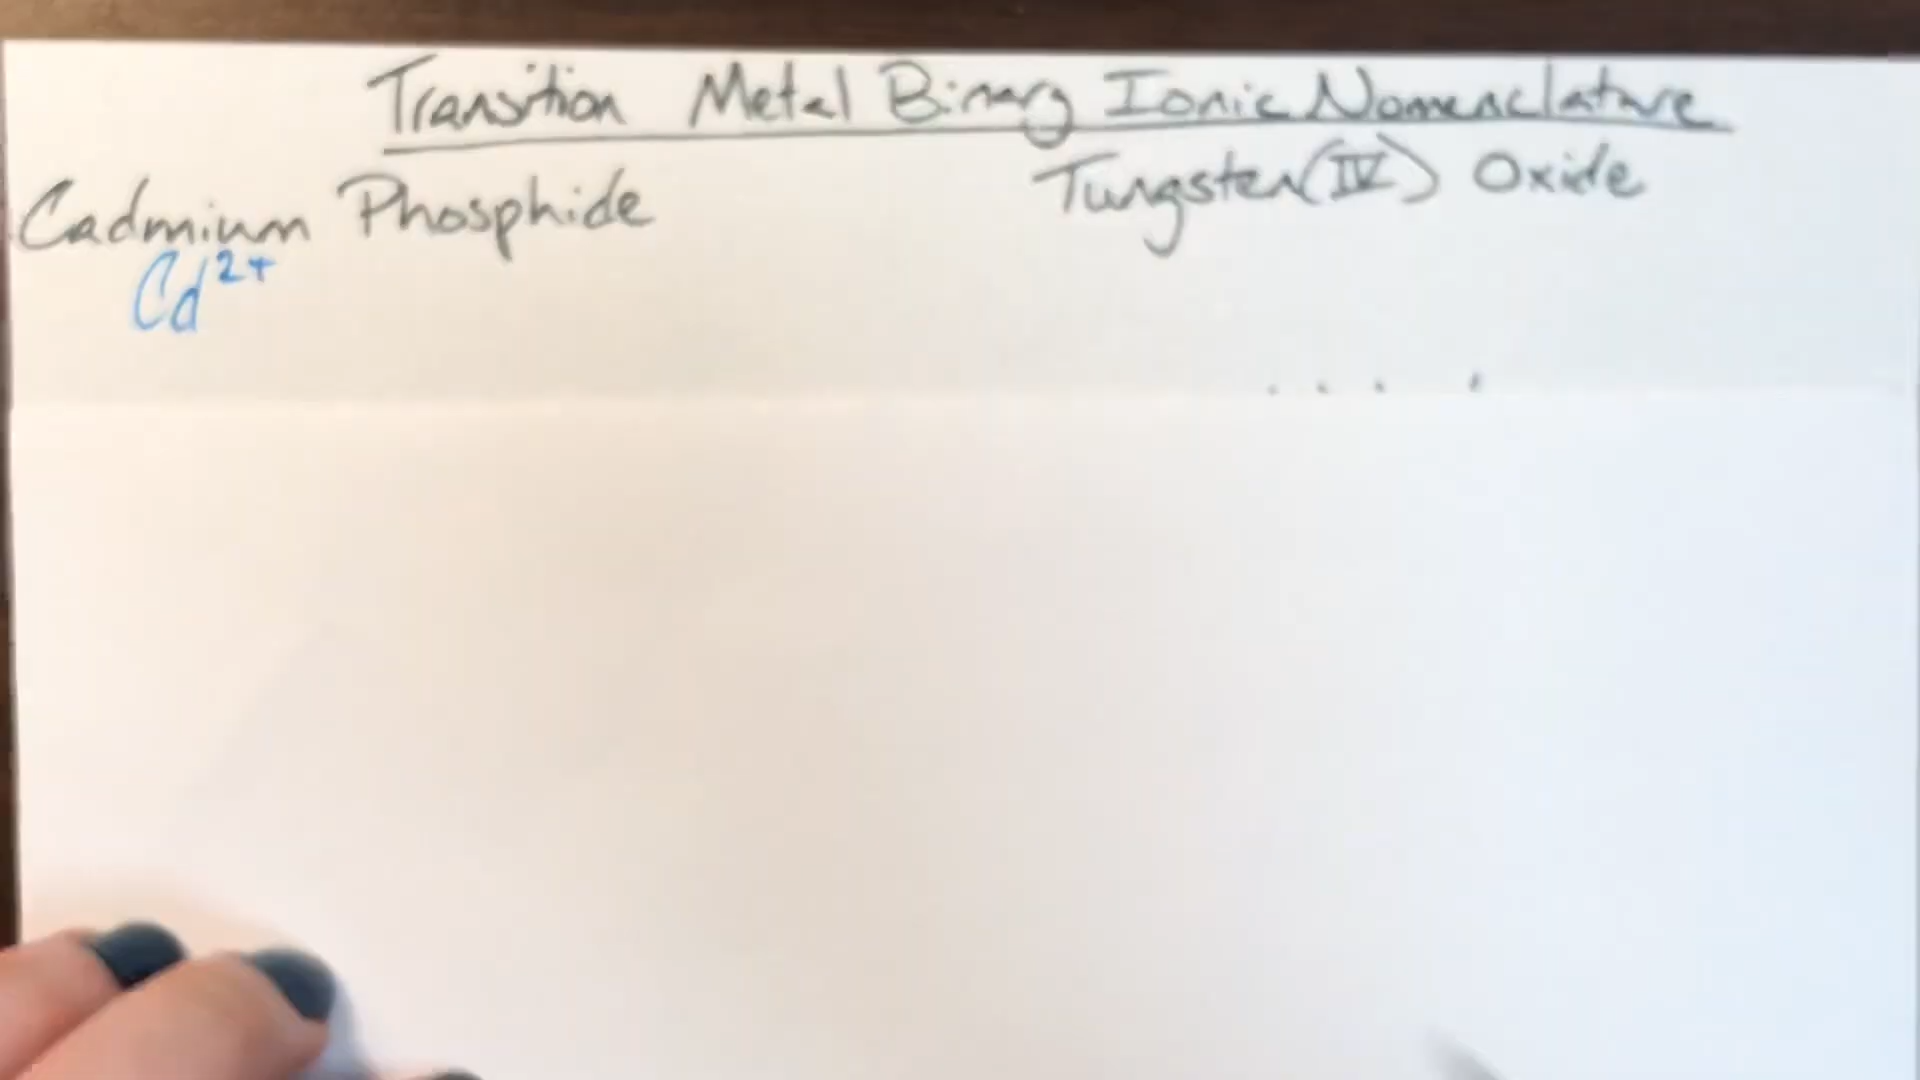 Transition Metal Binary Ionic Nomenclature
Cadmium Phosphide
Tungsten(IV) Oxide
Cd²⁺